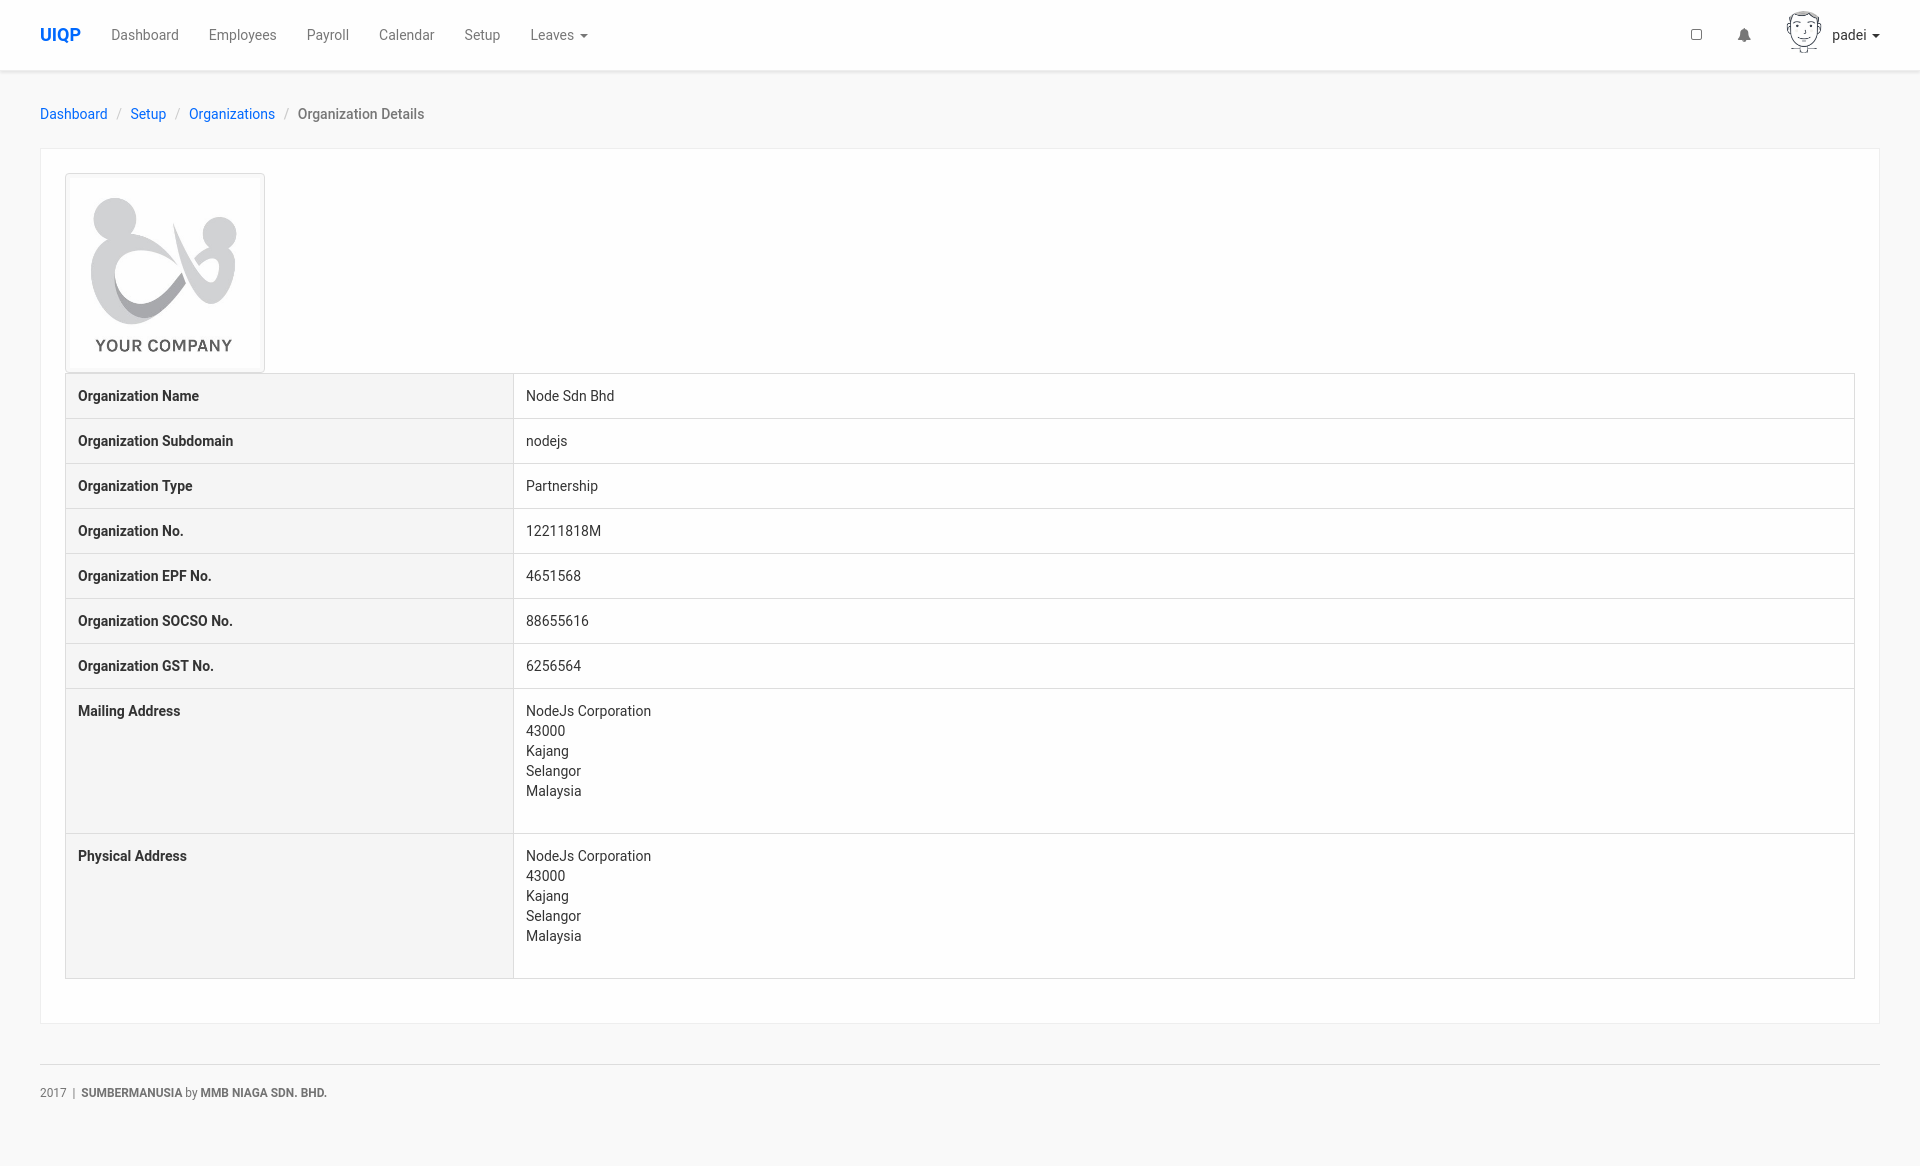 UIQP Dashboard Employees Payroll Calendar Setup Leaves padei
Dashboard / Setup / Organizations / Organization Details
YOUR COMPANY
Organization Name Node Sdn Bhd
Organization Subdomain nodejs
Organization Type Partnership
Organization No. 12211818M
Organization EPF No. 4651568
Organization SOCSO No. 88655616
Organization GST No. 6256564
Mailing Address NodeJs Corporation
43000
Kajang
Selangor
Malaysia
Physical Address NodeJs Corporation
43000
Kajang
Selangor
Malaysia
2017 | SUMBERMANUSIA by MMB NIAGA SDN. BHD.